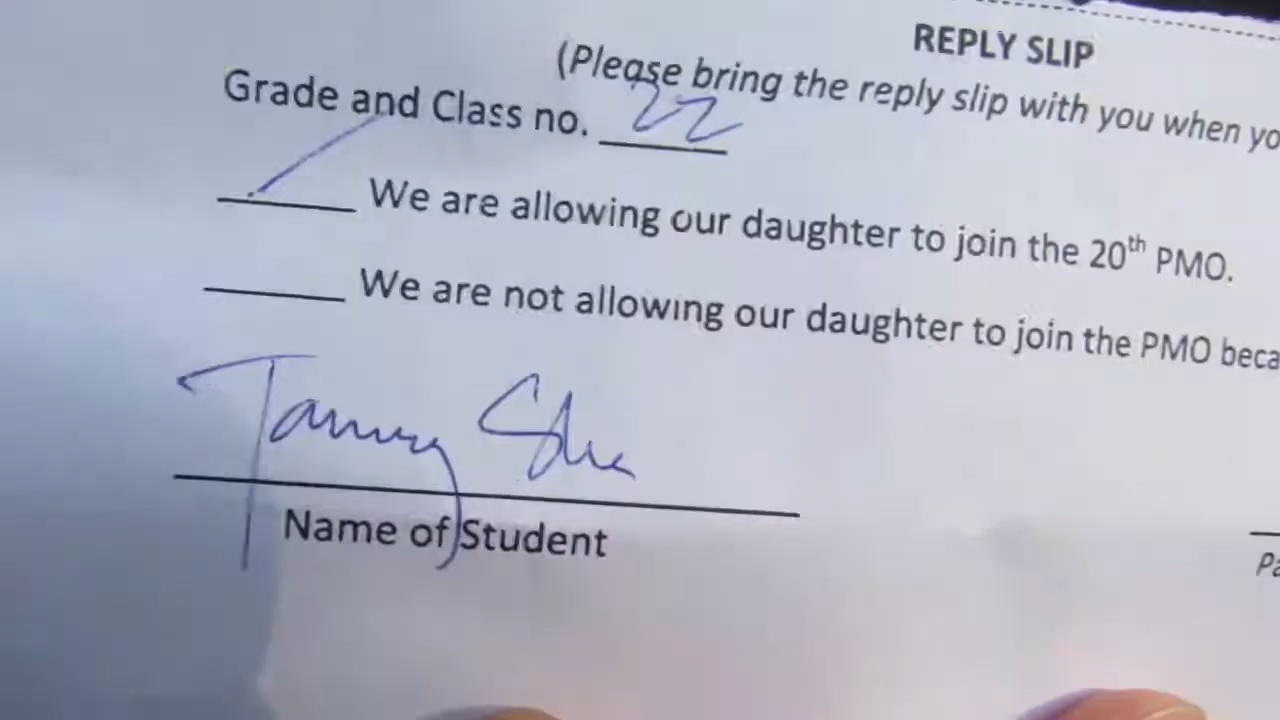 REPLY SLIP
(Please bring the reply slip with you when yo
Grade and Class no. 22
We are allowing our daughter to join the 20th PMO.
We are not allowing our daughter to join the PMO beca
Tammy
Name of Student
Pa